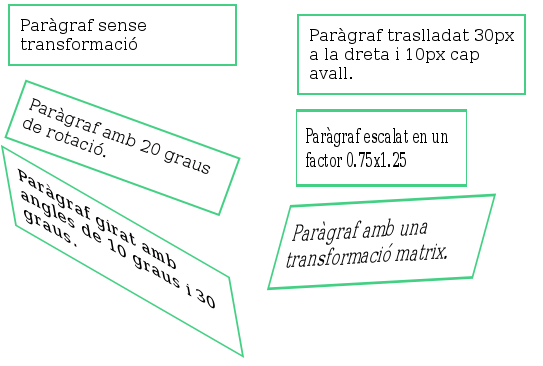 Paràgraf sense
transformació
Paràgraf traslladat 30px
a la dreta i 10px cap
avall.
Paràgraf amb 20 graus
de rotació.
Paràgraf escalat en un
factor 0.75x1.25
Paràgraf girat amb
angles de 10 graus i 30
graus.
Paràgraf amb una
transformació matrix.